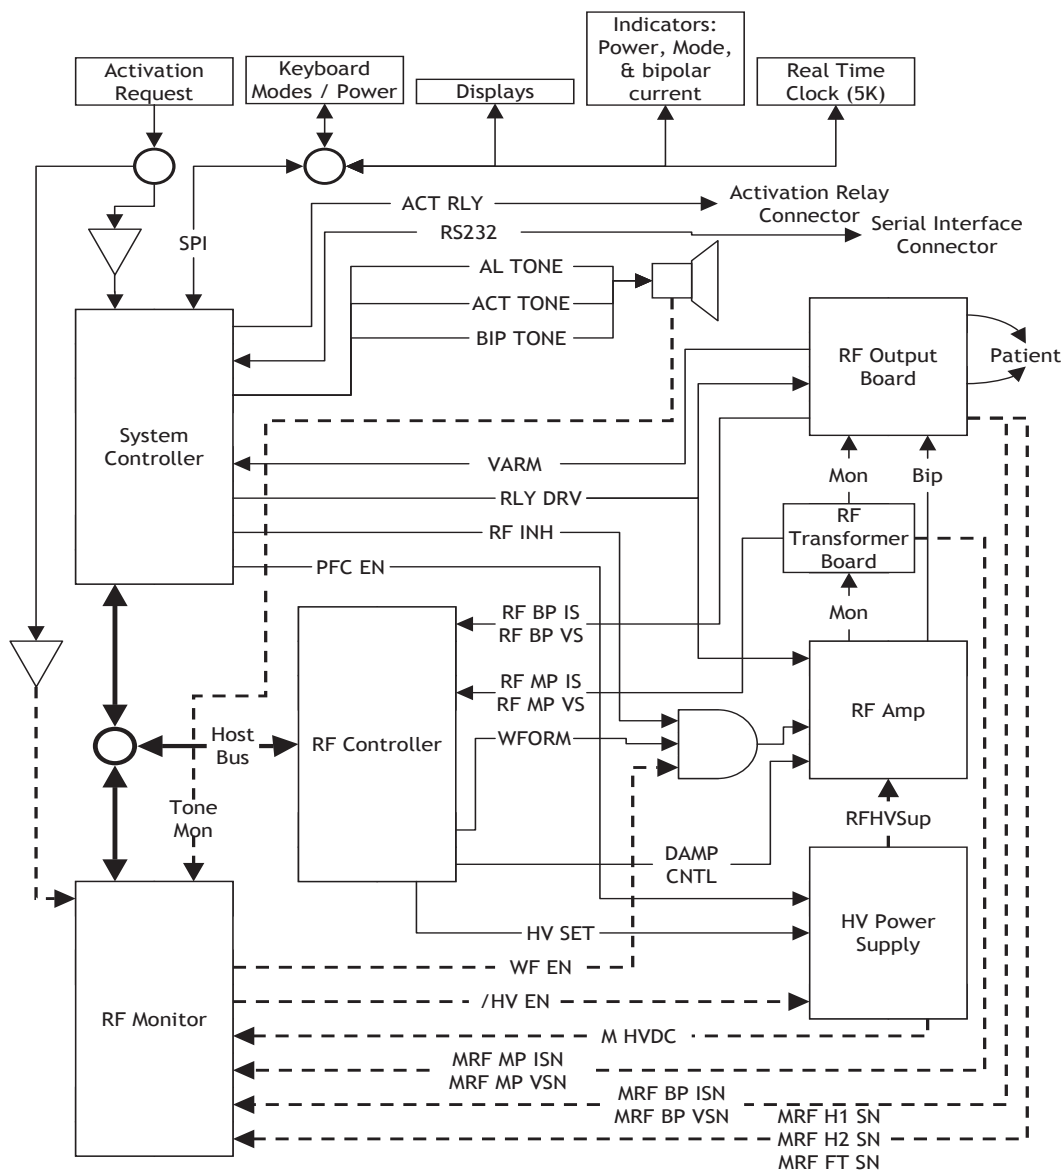 Activation
Request
Keyboard
Modes / Power
Displays
Indicators:
Power, Mode,
& bipolar
current
Real Time
Clock (5K)
SPI
ACT RLY
Activation Relay
Connector
RS232
Serial Interface
Connector
AL TONE
ACT TONE
BIP TONE
System
Controller
RF Output
Board
Patient
VARM
Mon
Bip
RLY DRV
RF
Transformer
Board
RF INH
PFC EN
Mon
RF BP IS
RF BP VS
RF MP IS
RF MP VS
RF Controller
WFORM
RF Amp
Host
Bus
Tone
Mon
RFHVSup
DAMP
CNTL
HV SET
HV Power
Supply
WF EN
/HV EN
RF Monitor
M HVDC
MRF MP ISN
MRF MP VSN
MRF BP ISN
MRF BP VSN
MRF H1 SN
MRF H2 SN
MRF FT SN